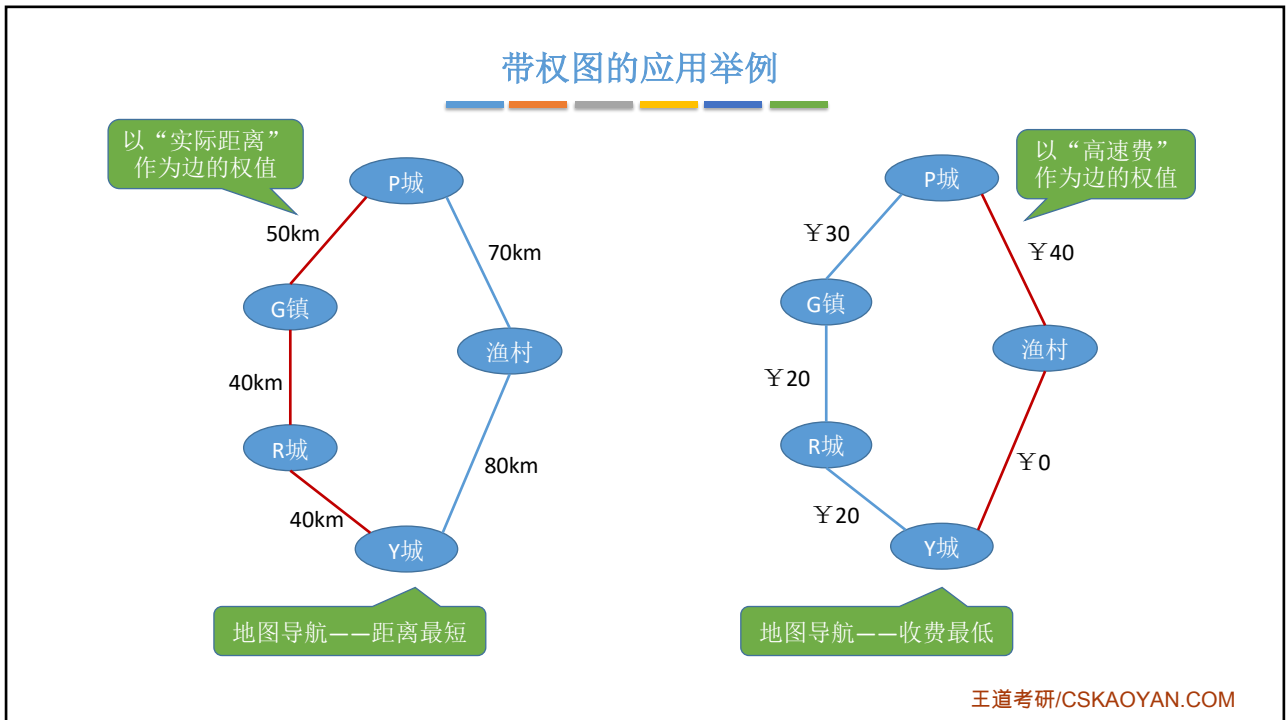 带权图的应用举例
以“实际距离”
作为边的权值
P城
50km
70km
G镇
渔村
40km
R城
80km
40km
Y城
地图导航——距离最短
以“高速费”
作为边的权值
P城
￥30
￥40
G镇
渔村
￥20
R城
￥0
￥20
Y城
地图导航——收费最低
王道考研/CSKAOYAN.COM